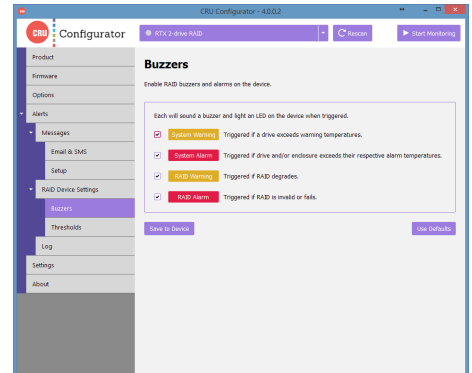 CRU Configurator - 4.0.0.2
CRU Configurator
RTX 2-drive RAID
Rescan
Start Monitoring
Product
Firmware
Options
Alerts
Messages
Email & SMS
Setup
RAID Device Settings
Buzzers
Thresholds
Log
Settings
About
Buzzers
Enable RAID buzzers and alarms on the device.
Each will sound a buzzer and light an LED on the device when triggered.
System Warning Triggered if a drive exceeds warning temperatures.
System Alarm Triggered if drive and/or enclosure exceeds their respective alarm temperatures.
RAID Warning Triggered if RAID degrades.
RAID Alarm Triggered if RAID is invalid or fails.
Save to Device
Use Defaults